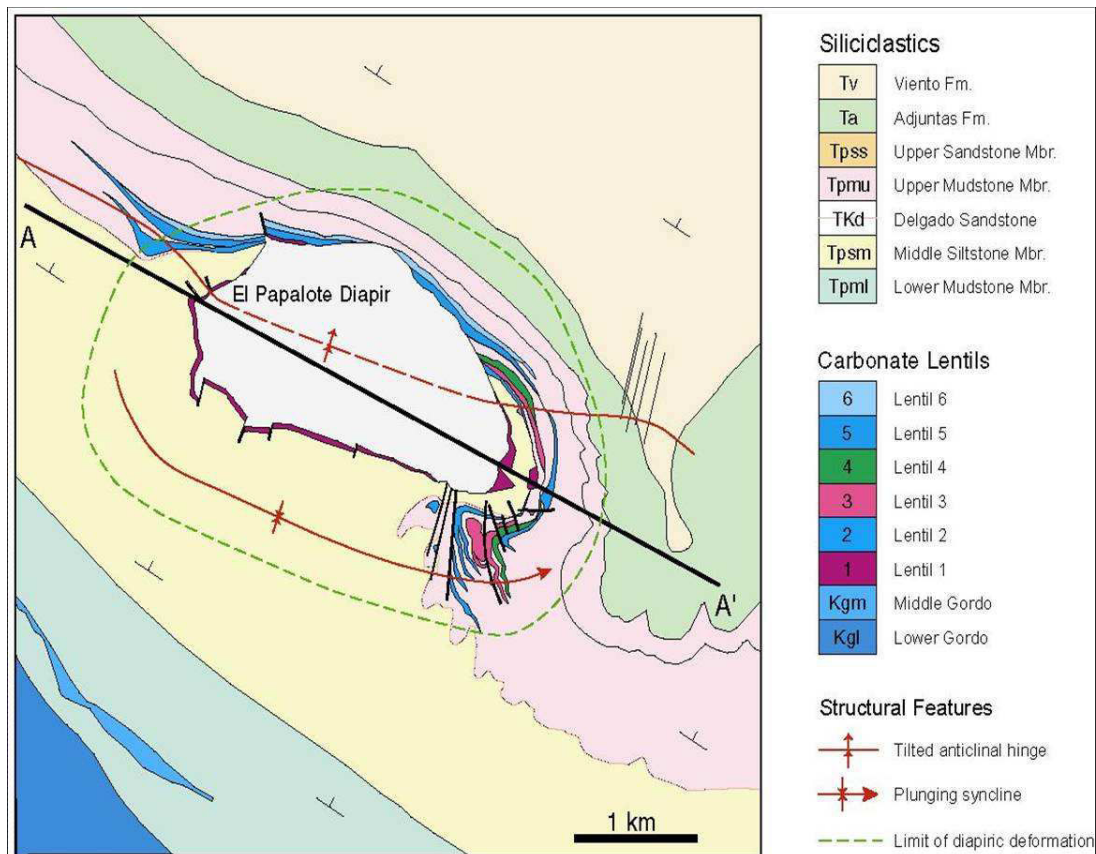 A
El Papalote Diapir
A'
1 km
Siliciclastics
Tv Viento Fm.
Ta Adjuntas Fm.
Tpss Upper Sandstone Mbr.
Tpmu Upper Mudstone Mbr.
TKd Delgado Sandstone
Tpsm Middle Siltstone Mbr.
Tpml Lower Mudstone Mbr.
Carbonate Lentils
6 Lentil 6
5 Lentil 5
4 Lentil 4
3 Lentil 3
2 Lentil 2
1 Lentil 1
Kgm Middle Gordo
Kgl Lower Gordo
Structural Features
Tilted anticlinal hinge
Plunging syncline
Limit of diapiric deformation